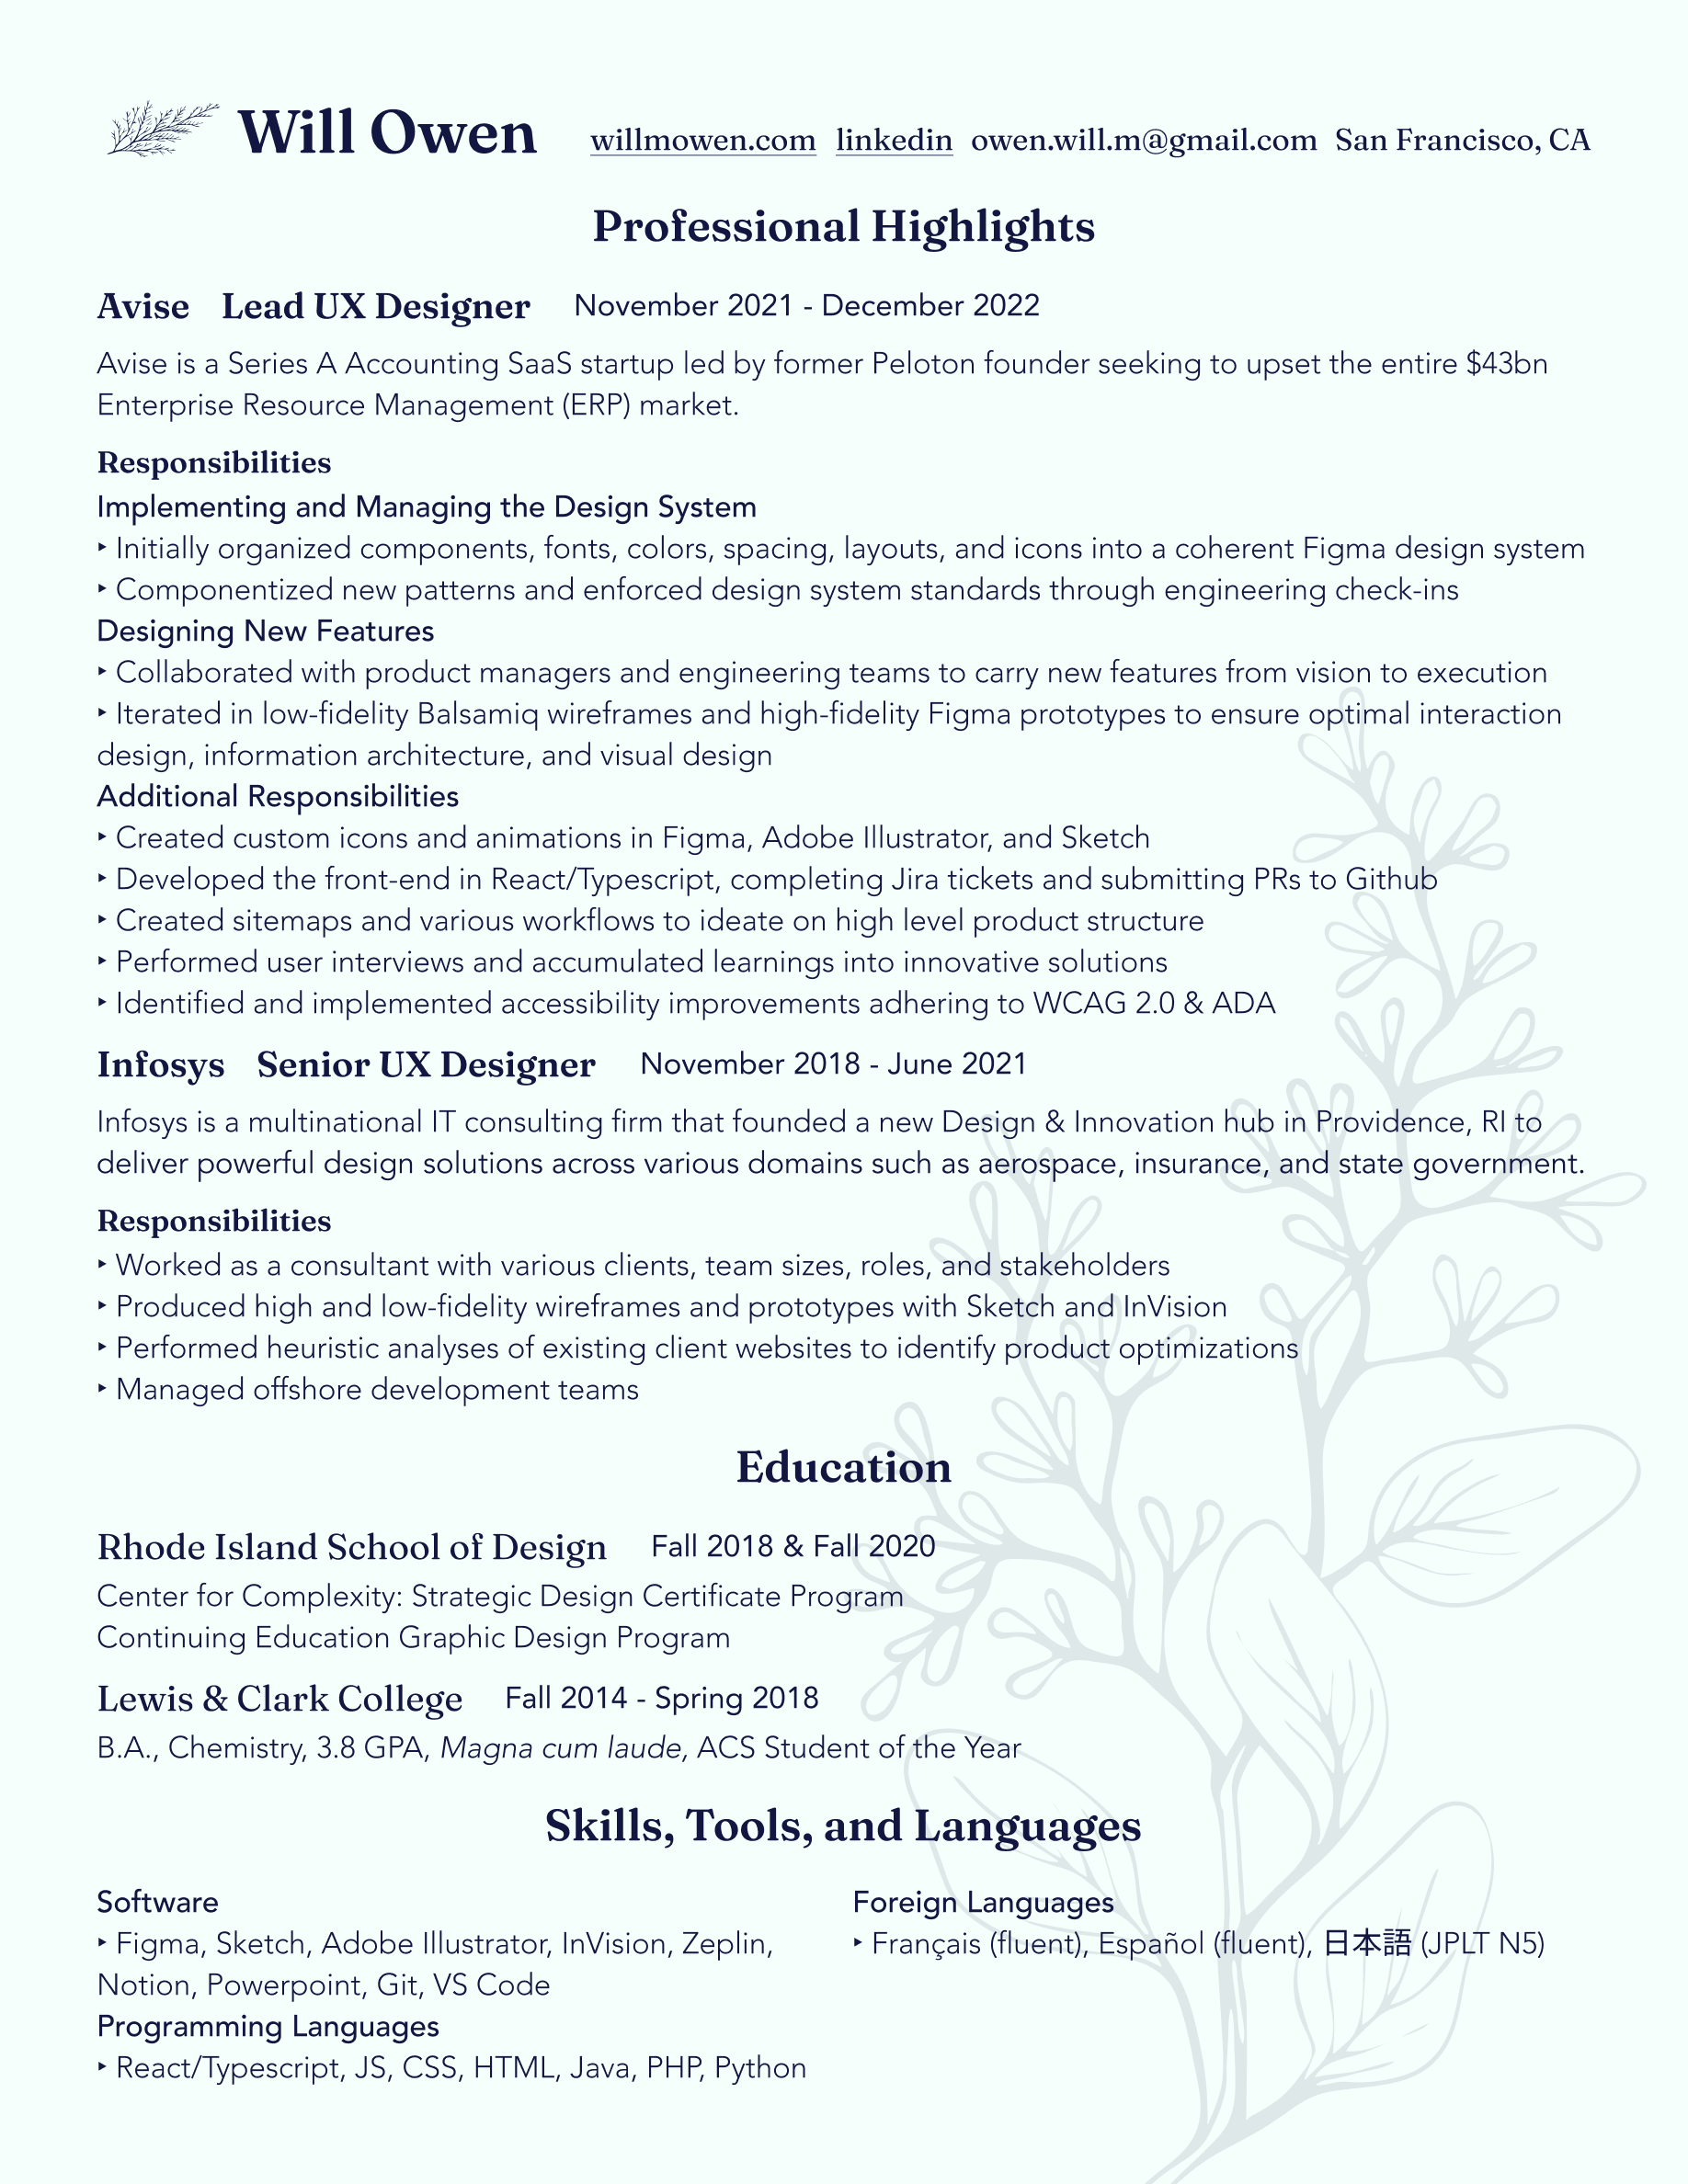 Will Owen willmowen.com linkedin owen.will.m@gmail.com San Francisco, CA
Professional Highlights
Avise Lead UX Designer November 2021 - December 2022
Avise is a Series A Accounting SaaS startup led by former Peloton founder seeking to upset the entire $43bn
Enterprise Resource Management (ERP) market.
Responsibilities
Implementing and Managing the Design System
‣ Initially organized components, fonts, colors, spacing, layouts, and icons into a coherent Figma design system
‣ Componentized new patterns and enforced design system standards through engineering check-ins
Designing New Features
‣ Collaborated with product managers and engineering teams to carry new features from vision to execution
‣ Iterated in low-fidelity Balsamiq wireframes and high-fidelity Figma prototypes to ensure optimal interaction
design, information architecture, and visual design
Additional Responsibilities
‣ Created custom icons and animations in Figma, Adobe Illustrator, and Sketch
‣ Developed the front-end in React/Typescript, completing Jira tickets and submitting PRs to Github
‣ Created sitemaps and various workflows to ideate on high level product structure
‣ Performed user interviews and accumulated learnings into innovative solutions
‣ Identified and implemented accessibility improvements adhering to WCAG 2.0 & ADA
Infosys Senior UX Designer November 2018 - June 2021
Infosys is a multinational IT consulting firm that founded a new Design & Innovation hub in Providence, RI to
deliver powerful design solutions across various domains such as aerospace, insurance, and state government.
Responsibilities
‣ Worked as a consultant with various clients, team sizes, roles, and stakeholders
‣ Produced high and low-fidelity wireframes and prototypes with Sketch and InVision
‣ Performed heuristic analyses of existing client websites to identify product optimizations
‣ Managed offshore development teams
Education
Rhode Island School of Design Fall 2018 & Fall 2020
Center for Complexity: Strategic Design Certificate Program
Continuing Education Graphic Design Program
Lewis & Clark College Fall 2014 - Spring 2018
B.A., Chemistry, 3.8 GPA, Magna cum laude, ACS Student of the Year
Skills, Tools, and Languages
Software
‣ Figma, Sketch, Adobe Illustrator, InVision, Zeplin,
Notion, Powerpoint, Git, VS Code
Programming Languages
‣ React/Typescript, JS, CSS, HTML, Java, PHP, Python
Foreign Languages
‣ Français (fluent), Español (fluent), 日本語 (JPLT N5)